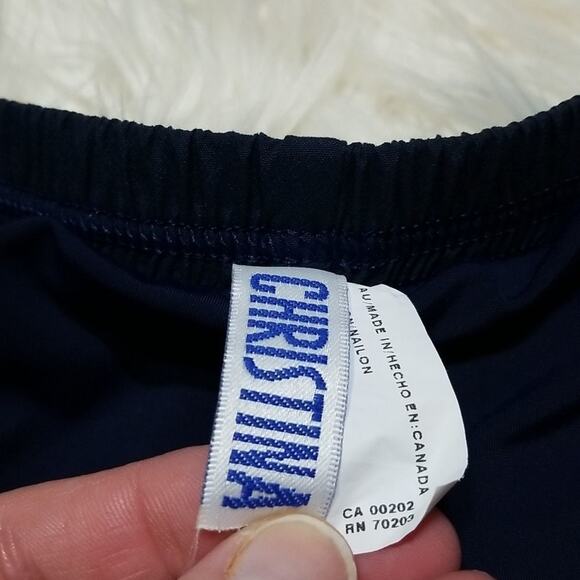 CHRISTINA
AU/MADE IN/HECHO EN:CANADA
N/NAILON
CA 00202
RN 70203